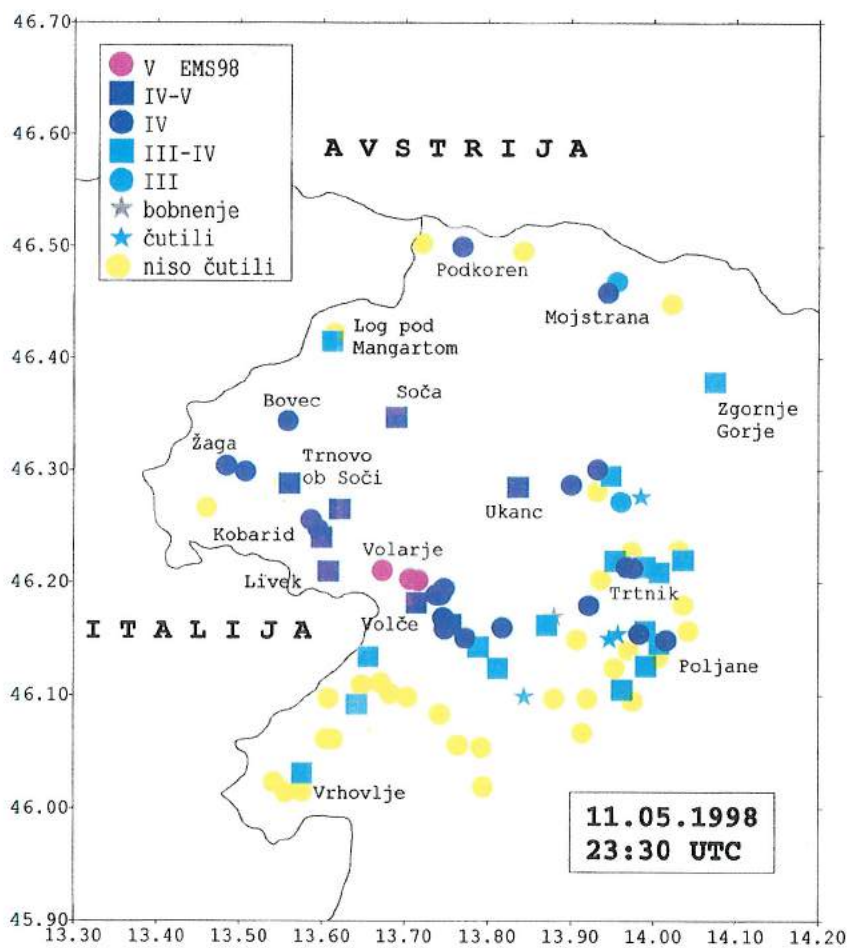 46.70
46.60
46.50
46.40
46.30
46.20
46.10
46.00
45.90
13.30 13.40 13.50 13.60 13.70 13.80 13.90 14.00 14.10 14.20
V EMS98
IV-V
IV
III-IV
III
bobnenje
čutili
niso čutili
AVSTRIJA
Podkoren
Mojstrana
Log pod
Mangartom
Soča
Zgornje
Gorje
Bovec
Žaga
Trnovo
ob Soči
Ukanc
Kobarid
Volarje
Livek
Trtnik
ITALIJA
Volče
Poljane
Vrhovlje
11.05.1998
23:30 UTC